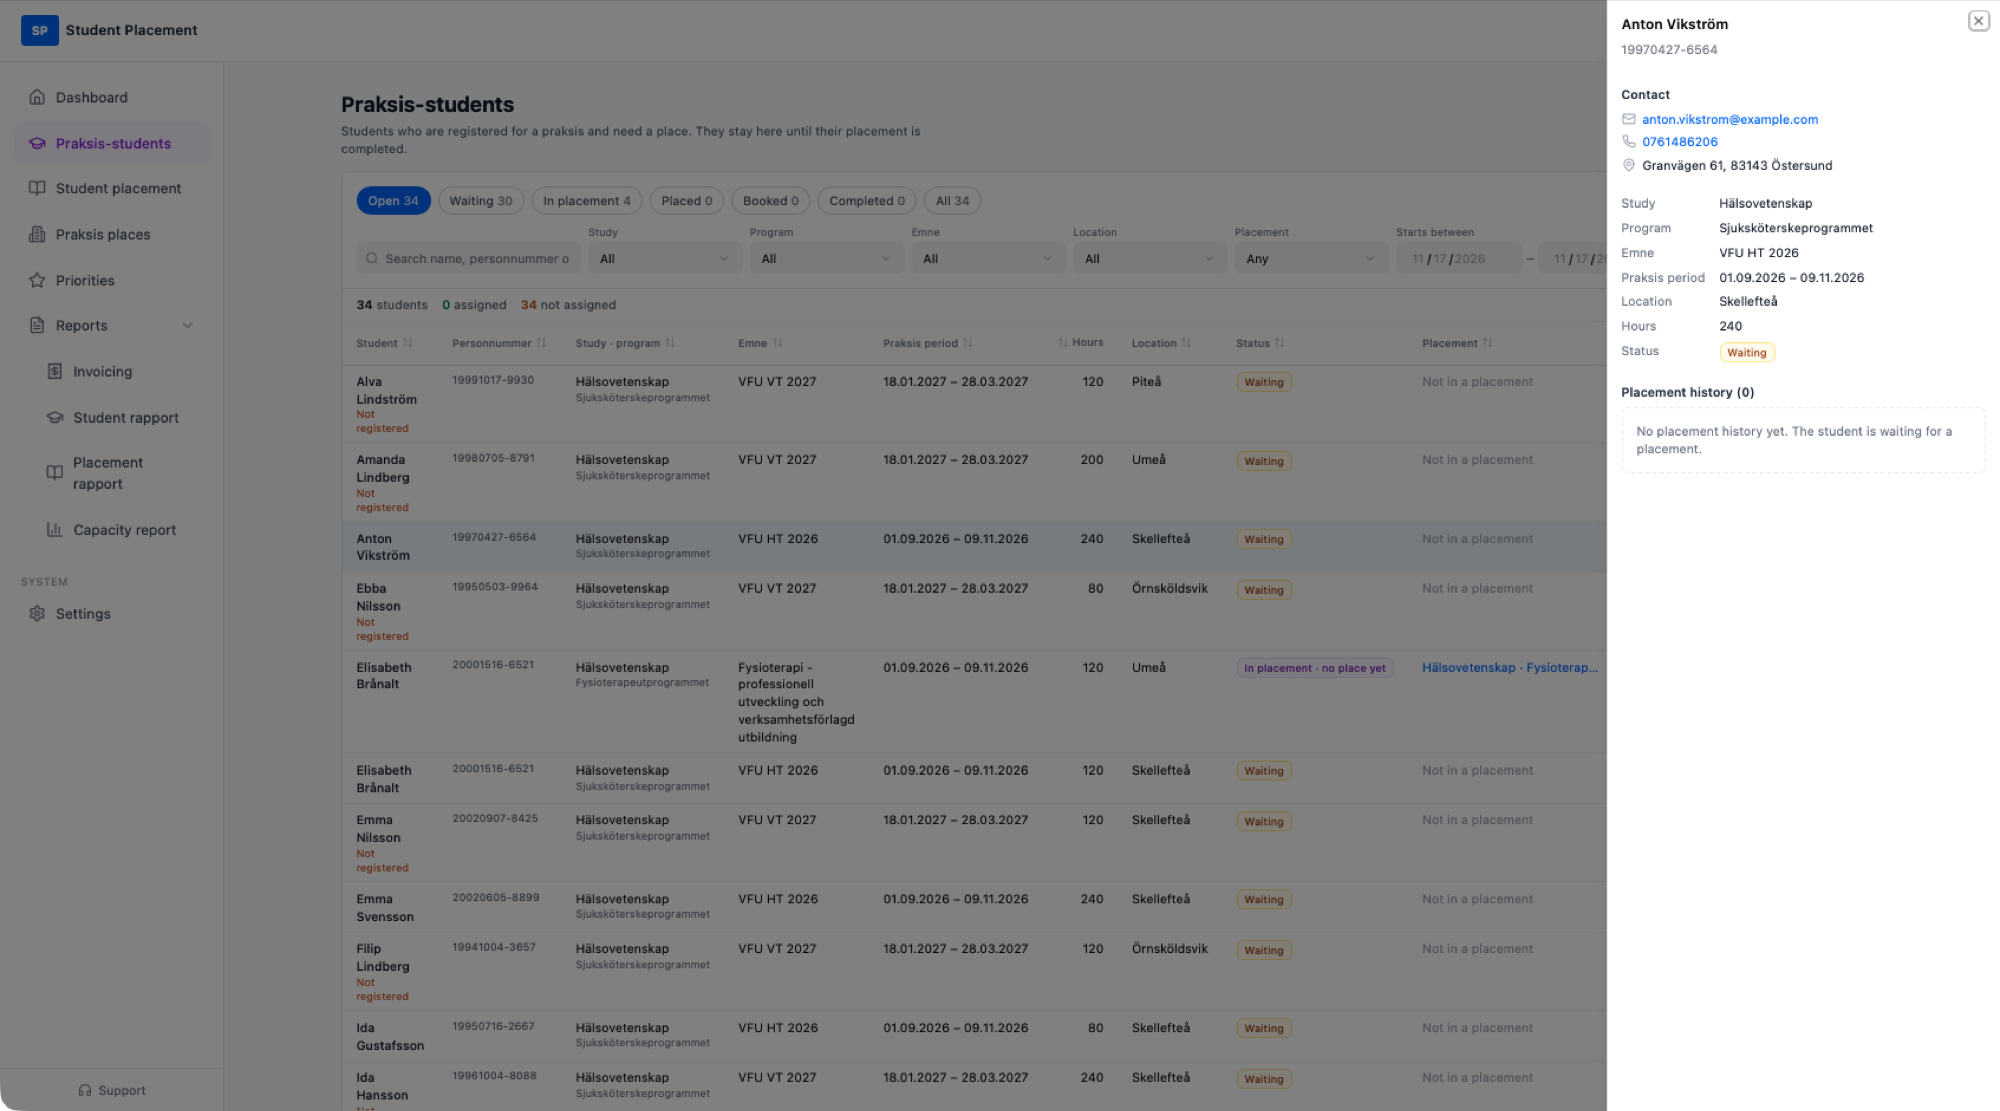 SP Student Placement
Dashboard
Praksis-students
Student placement
Praksis places
Priorities
Reports
Invoicing
Student rapport
Placement
rapport
Capacity report
SYSTEM
Settings
Support
Praksis-students
Students who are registered for a praksis and need a place. They stay here until their placement is
completed.
Open 34 Waiting 30 In placement 4 Placed 0 Booked 0 Completed 0 All 34
Study Program Emne Location Placement Starts between
Search name, personnummer o All All All All Any 11/17/2026 – 11/17/
34 students 0 assigned 34 not assigned
Student Personnummer Study · program Emne Praksis period Hours Location Status Placement
Alva 19991017-9930 Hälsovetenskap VFU VT 2027 18.01.2027 – 28.03.2027 120 Piteå Waiting Not in a placement
Lindström Sjuksköterskeprogrammet
Not
registered
Amanda 19980705-8791 Hälsovetenskap VFU VT 2027 18.01.2027 – 28.03.2027 200 Umeå Waiting Not in a placement
Lindberg Sjuksköterskeprogrammet
Not
registered
Anton 19970427-6564 Hälsovetenskap VFU HT 2026 01.09.2026 – 09.11.2026 240 Skellefteå Waiting Not in a placement
Vikström Sjuksköterskeprogrammet
Ebba 19950503-9964 Hälsovetenskap VFU VT 2027 18.01.2027 – 28.03.2027 80 Örnsköldsvik Waiting Not in a placement
Nilsson Sjuksköterskeprogrammet
Not
registered
Elisabeth 20001516-6521 Hälsovetenskap Fysioterapi - 01.09.2026 – 09.11.2026 120 Umeå In placement · no place yet Hälsovetenskap · Fysioterap...
Brånalt Fysioterapeutprogrammet professionell
utveckling och
verksamhetsförlagd
utbildning
Elisabeth 20001516-6521 Hälsovetenskap VFU HT 2026 01.09.2026 – 09.11.2026 120 Skellefteå Waiting Not in a placement
Brånalt Sjuksköterskeprogrammet
Emma 20020907-8425 Hälsovetenskap VFU VT 2027 18.01.2027 – 28.03.2027 120 Skellefteå Waiting Not in a placement
Nilsson Sjuksköterskeprogrammet
Not
registered
Emma 20020605-8899 Hälsovetenskap VFU HT 2026 01.09.2026 – 09.11.2026 240 Skellefteå Waiting Not in a placement
Svensson Sjuksköterskeprogrammet
Filip 19941004-3657 Hälsovetenskap VFU VT 2027 18.01.2027 – 28.03.2027 120 Örnsköldsvik Waiting Not in a placement
Lindberg Sjuksköterskeprogrammet
Not
registered
Ida 19950716-2667 Hälsovetenskap VFU HT 2026 01.09.2026 – 09.11.2026 80 Skellefteå Waiting Not in a placement
Gustafsson Sjuksköterskeprogrammet
Ida 19961004-8088 Hälsovetenskap VFU VT 2027 18.01.2027 – 28.03.2027 240 Skellefteå Waiting Not in a placement
Hansson Sjuksköterskeprogrammet
Anton Vikström
19970427-6564
Contact
anton.vikstrom@example.com
0761486206
Granvägen 61, 83143 Östersund
Study Hälsovetenskap
Program Sjuksköterskeprogrammet
Emne VFU HT 2026
Praksis period 01.09.2026 – 09.11.2026
Location Skellefteå
Hours 240
Status Waiting
Placement history (0)
No placement history yet. The student is waiting for a
placement.